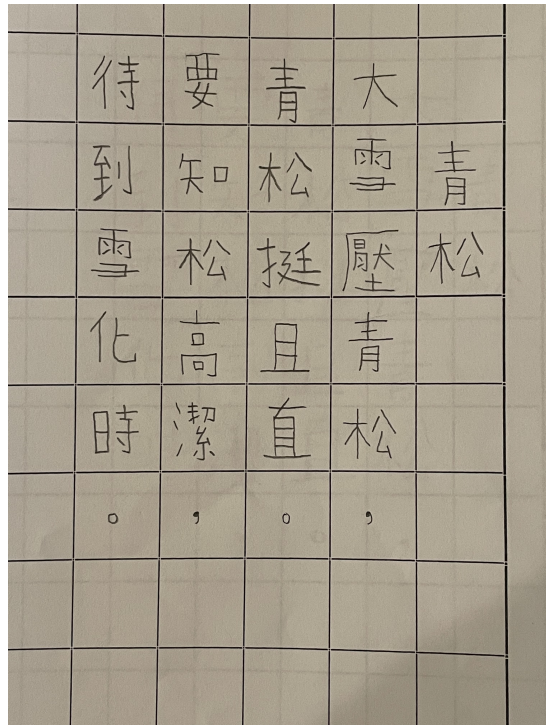 青松
大雪壓青松，
青松挺且直。
要知松高潔，
待到雪化時。